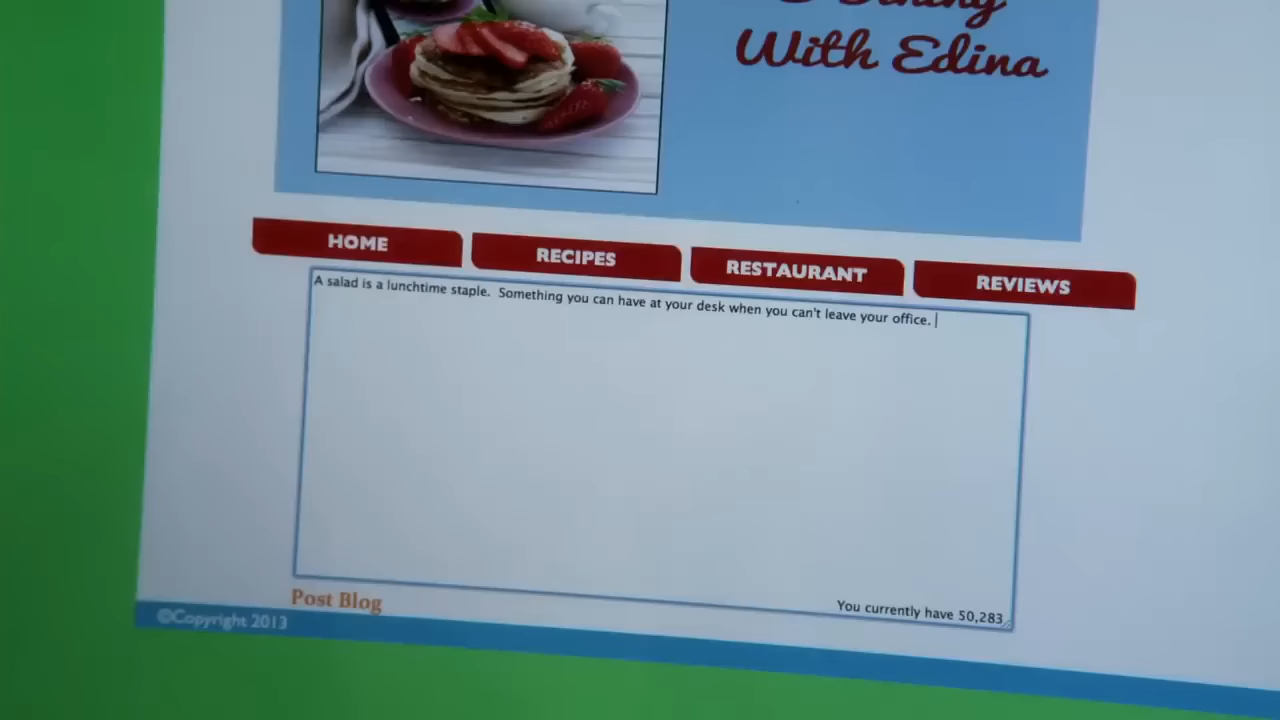 Dining
With Edina
HOME
RECIPES
RESTAURANT
REVIEWS
A salad is a lunchtime staple.  Something you can have at your desk when you can't leave your office.
Post Blog
You currently have 50,283
©Copyright 2013